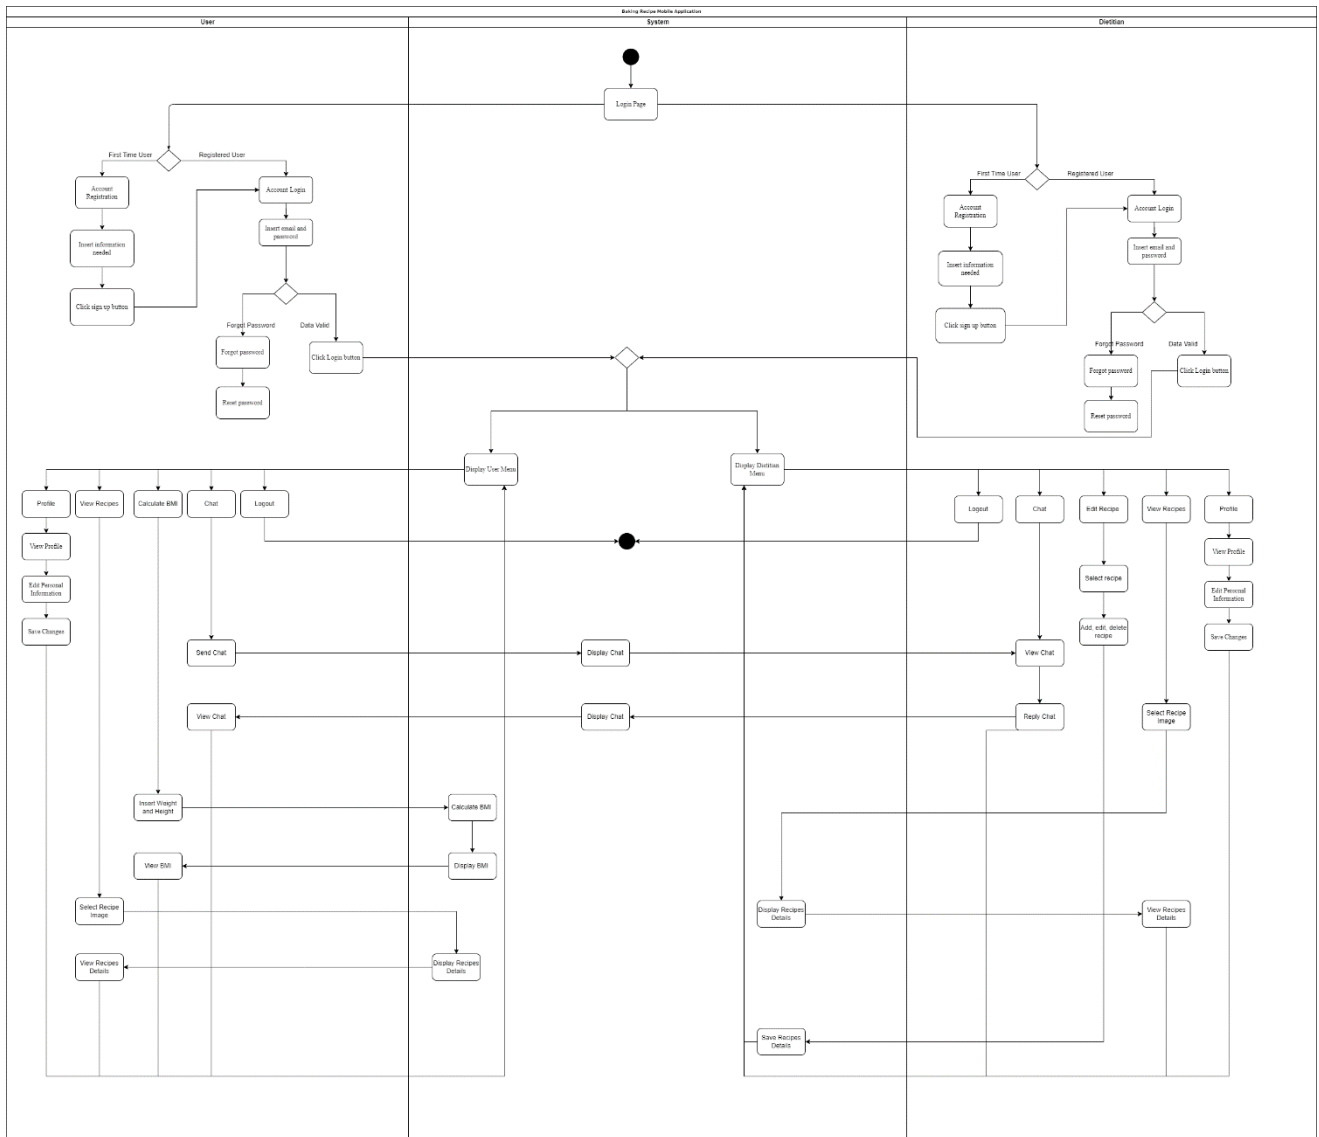 Baking Recipe Mobile Application
User
System
Dietitian
Login Page
First Time User
Registered User
Account
Registration
Account Login
Insert information
needed
Insert email and
password
Click sign up button
Forgot Password
Data Valid
Forgot password
Click Login button
Reset password
First Time User
Registered User
Account
Registration
Account Login
Insert information
needed
Insert email and
password
Click sign up button
Forgot Password
Data Valid
Forgot password
Click Login button
Reset password
Display User Menu
Display Dietitian
Menu
Profile
View Recipes
Calculate BMI
Chat
Logout
Logout
Chat
Edit Recipe
View Recipes
Profile
View Profile
Edit Personal
Information
Save Changes
View Profile
Edit Personal
Information
Save Changes
Select recipe
Add, edit, delete
recipe
Send Chat
Display Chat
View Chat
View Chat
Display Chat
Reply Chat
Select Recipe
Image
Insert Weight
and Height
Calculate BMI
View BMI
Display BMI
Select Recipe
Image
Display Recipes
Details
View Recipes
Details
View Recipes
Details
Display Recipes
Details
Save Recipes
Details